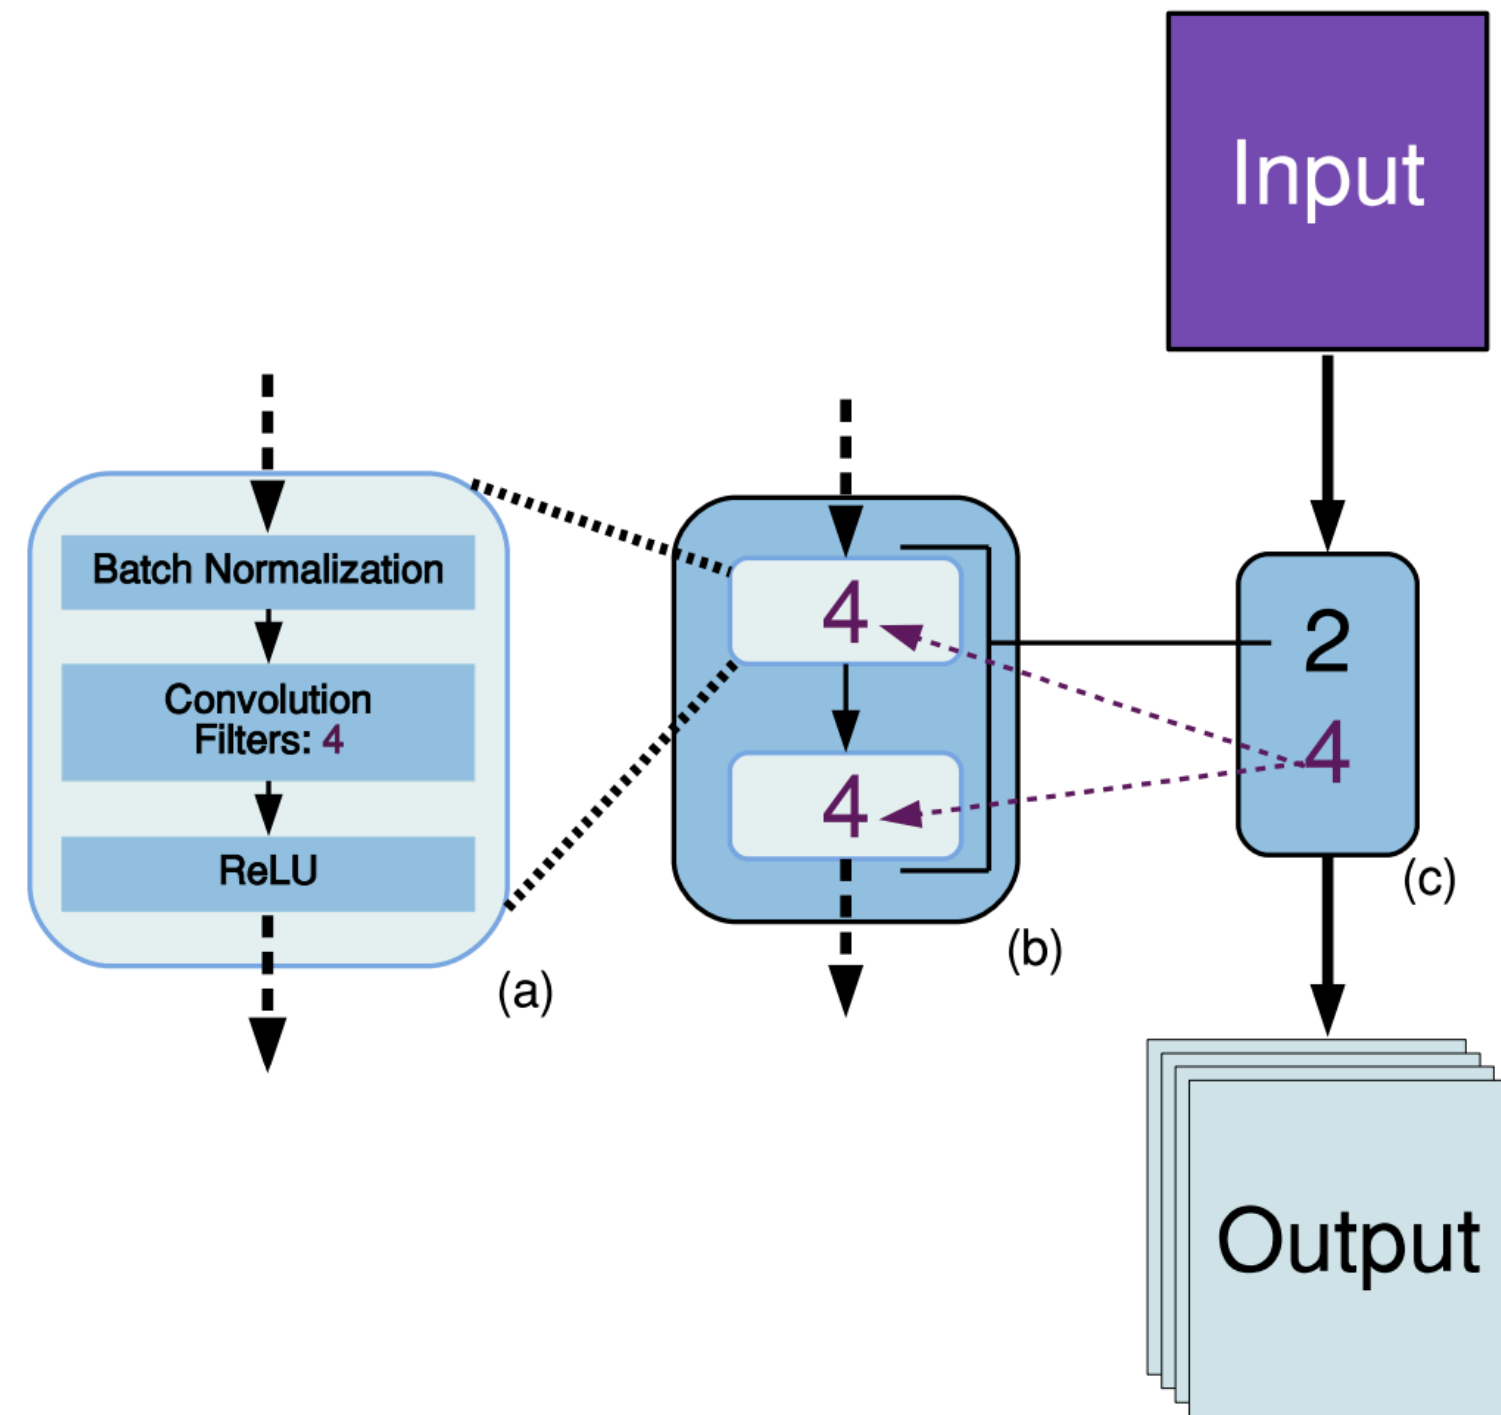 Input
Batch Normalization
Convolution
Filters: 4
ReLU
(a)
4
4
(b)
2
4
(c)
Output